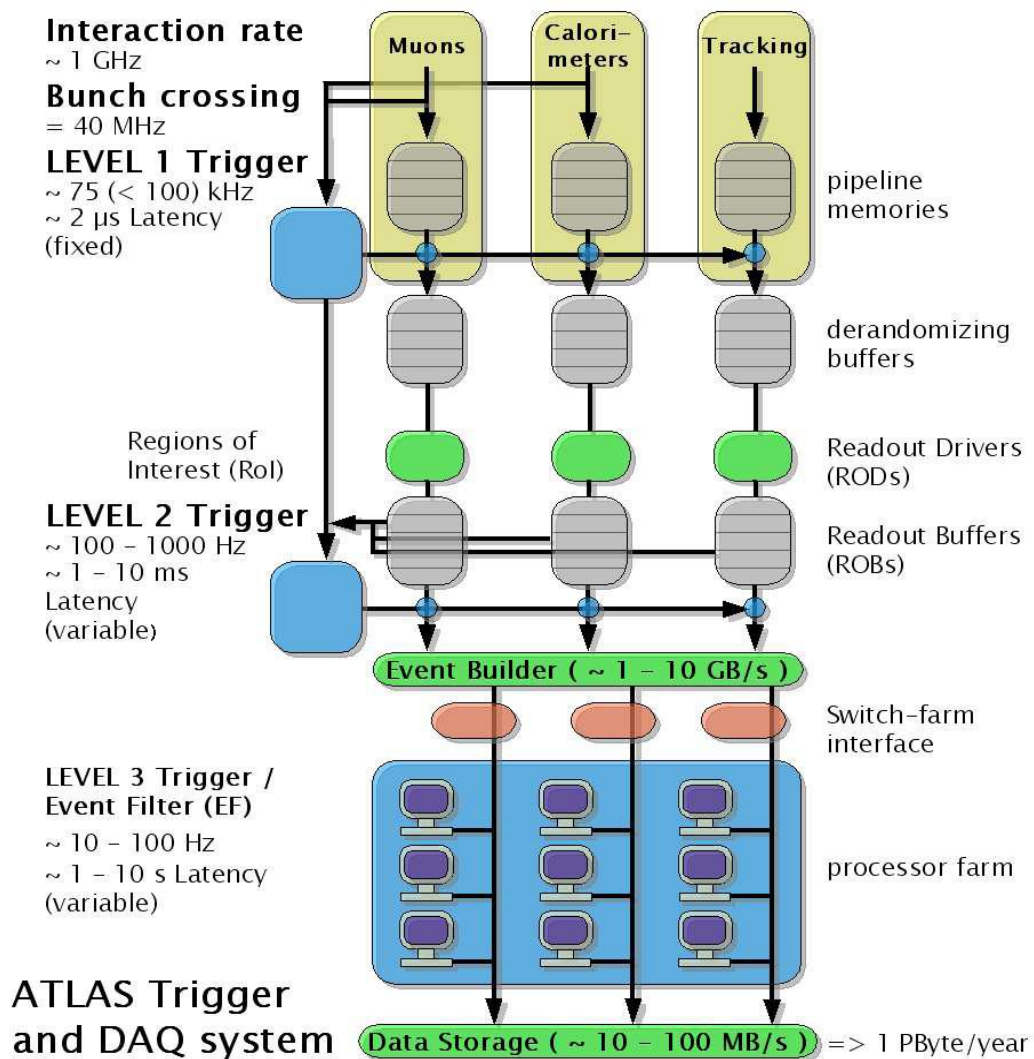 Interaction rate
~ 1 GHz
Bunch crossing
= 40 MHz
LEVEL 1 Trigger
~ 75 (< 100) kHz
~ 2 µs Latency
(fixed)
Muons
Calori-
meters
Tracking
pipeline
memories
derandomizing
buffers
Regions of
Interest (RoI)
Readout Drivers
(RODs)
LEVEL 2 Trigger
~ 100 – 1000 Hz
~ 1 – 10 ms
Latency
(variable)
Readout Buffers
(ROBs)
Event Builder ( ~ 1 – 10 GB/s )
Switch-farm
interface
LEVEL 3 Trigger /
Event Filter (EF)
~ 10 – 100 Hz
~ 1 – 10 s Latency
(variable)
processor farm
ATLAS Trigger
and DAQ system
Data Storage ( ~ 10 – 100 MB/s ) => 1 PByte/year